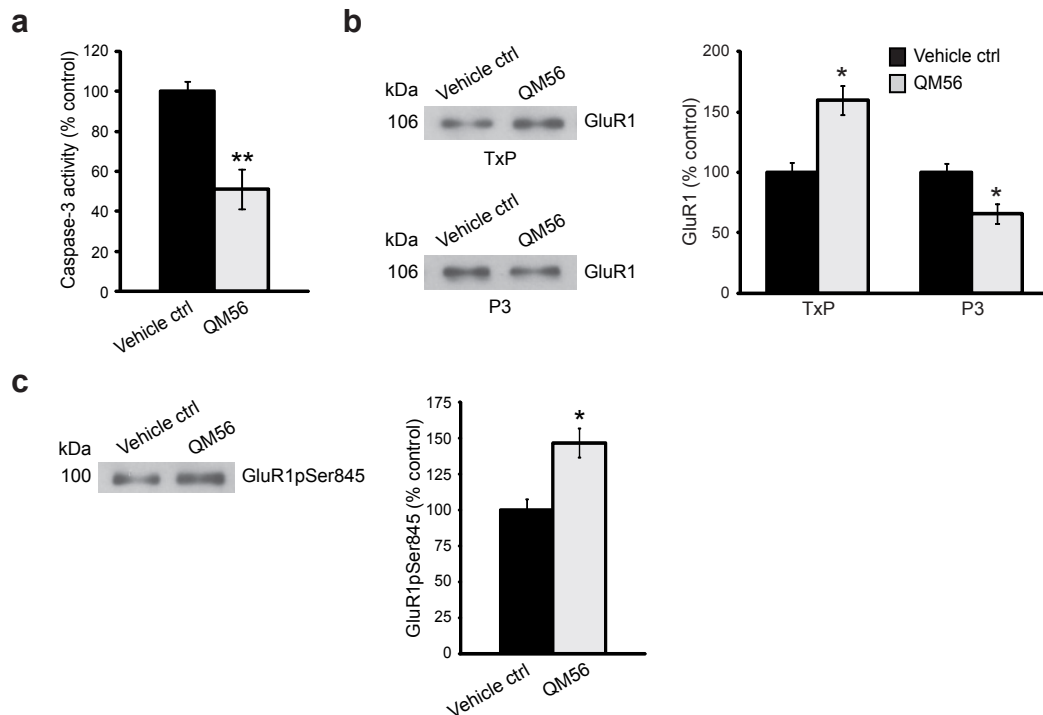 a
Caspase-3 activity (% control)
120
100
80
60
40
20
0
Vehicle ctrl
QM56
**
b
kDa
Vehicle ctrl
QM56
106
GluR1
TxP
kDa
Vehicle ctrl
QM56
106
GluR1
P3
GluR1 (% control)
200
150
100
50
0
*
*
TxP
P3
Vehicle ctrl
QM56
c
kDa
Vehicle ctrl
QM56
100
GluR1pSer845
GluR1pSer845 (% control)
175
150
125
100
75
50
25
0
*
Vehicle ctrl
QM56